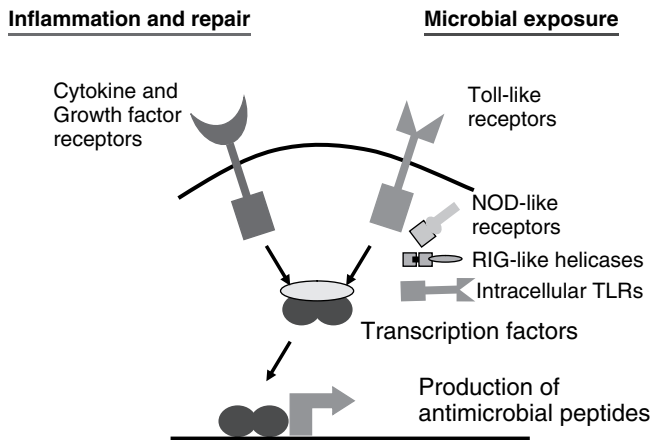 Inflammation and repair
Microbial exposure
Cytokine and
Growth factor
receptors
Toll-like
receptors
NOD-like
receptors
RIG-like helicases
Intracellular TLRs
Transcription factors
Production of
antimicrobial peptides